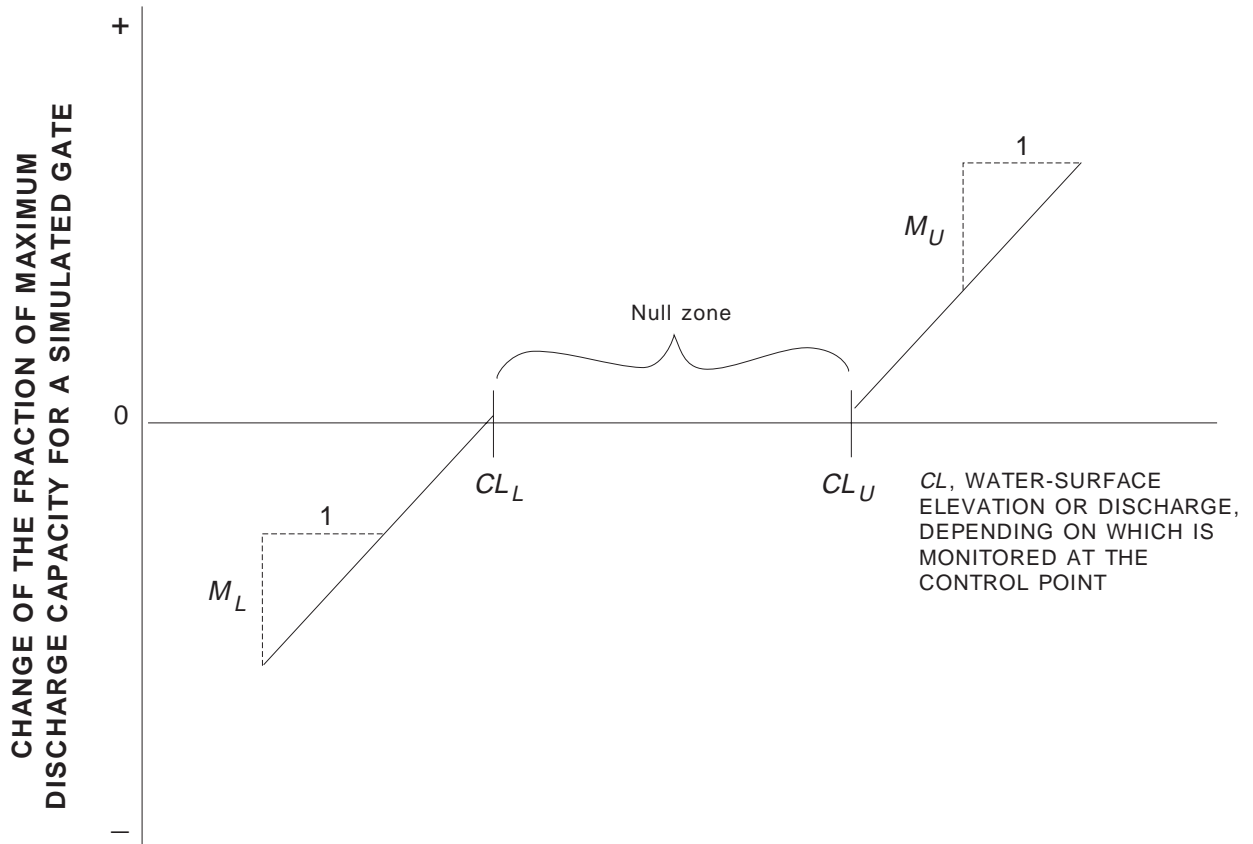 +
CHANGE OF THE FRACTION OF MAXIMUM
DISCHARGE CAPACITY FOR A SIMULATED GATE
1
M_U
Null zone
0
CL_L
CL_U
CL, WATER-SURFACE
ELEVATION OR DISCHARGE,
DEPENDING ON WHICH IS
MONITORED AT THE
CONTROL POINT
1
M_L
–